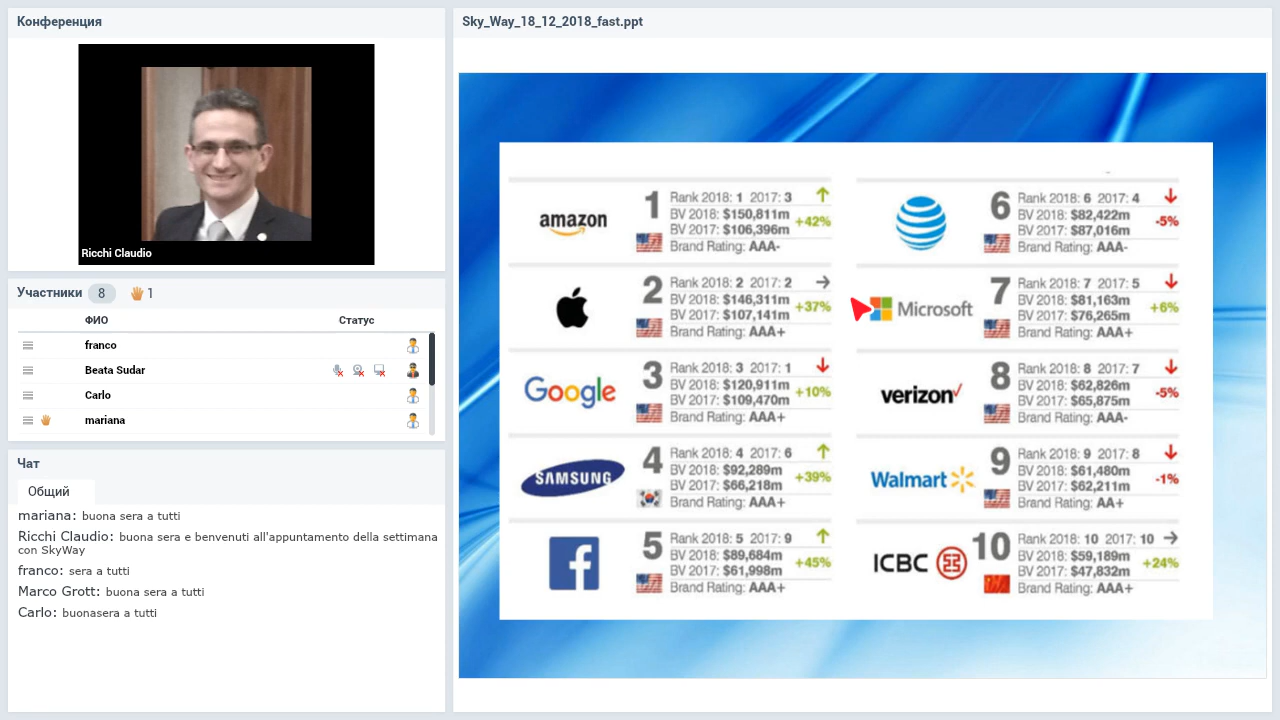 Конференция
Ricchi Claudio
Участники 8 1
ФИО Статус
franco
Beata Sudar
Carlo
mariana
Чат
Общий
mariana: buona sera a tutti
Ricchi Claudio: buona sera e benvenuti all'appuntamento della settimana
con SkyWay
franco: sera a tutti
Marco Grott: buona sera a tutti
Carlo: buonasera a tutti
Sky_Way_18_12_2018_fast.ppt
amazon
1
Rank 2018: 1 2017: 3
BV 2018: $150,811m
BV 2017: $106,396m
+42%
Brand Rating: AAA-
2
Rank 2018: 2 2017: 2
BV 2018: $146,311m
BV 2017: $107,141m
+37%
Brand Rating: AAA+
Google
3
Rank 2018: 3 2017: 1
BV 2018: $120,911m
BV 2017: $109,470m
+10%
Brand Rating: AAA+
SAMSUNG
4
Rank 2018: 4 2017: 6
BV 2018: $92,289m
BV 2017: $66,218m
+39%
Brand Rating: AAA+
f
5
Rank 2018: 5 2017: 9
BV 2018: $89,684m
BV 2017: $61,998m
+45%
Brand Rating: AAA+
6
Rank 2018: 6 2017: 4
BV 2018: $82,422m
BV 2017: $87,016m
-5%
Brand Rating: AAA-
Microsoft
7
Rank 2018: 7 2017: 5
BV 2018: $81,163m
BV 2017: $76,265m
+6%
Brand Rating: AAA+
verizon
8
Rank 2018: 8 2017: 7
BV 2018: $62,826m
BV 2017: $65,875m
-5%
Brand Rating: AAA-
Walmart
9
Rank 2018: 9 2017: 8
BV 2018: $61,480m
BV 2017: $62,211m
-1%
Brand Rating: AA+
ICBC
10
Rank 2018: 10 2017: 10
BV 2018: $59,189m
BV 2017: $47,832m
+24%
Brand Rating: AAA+